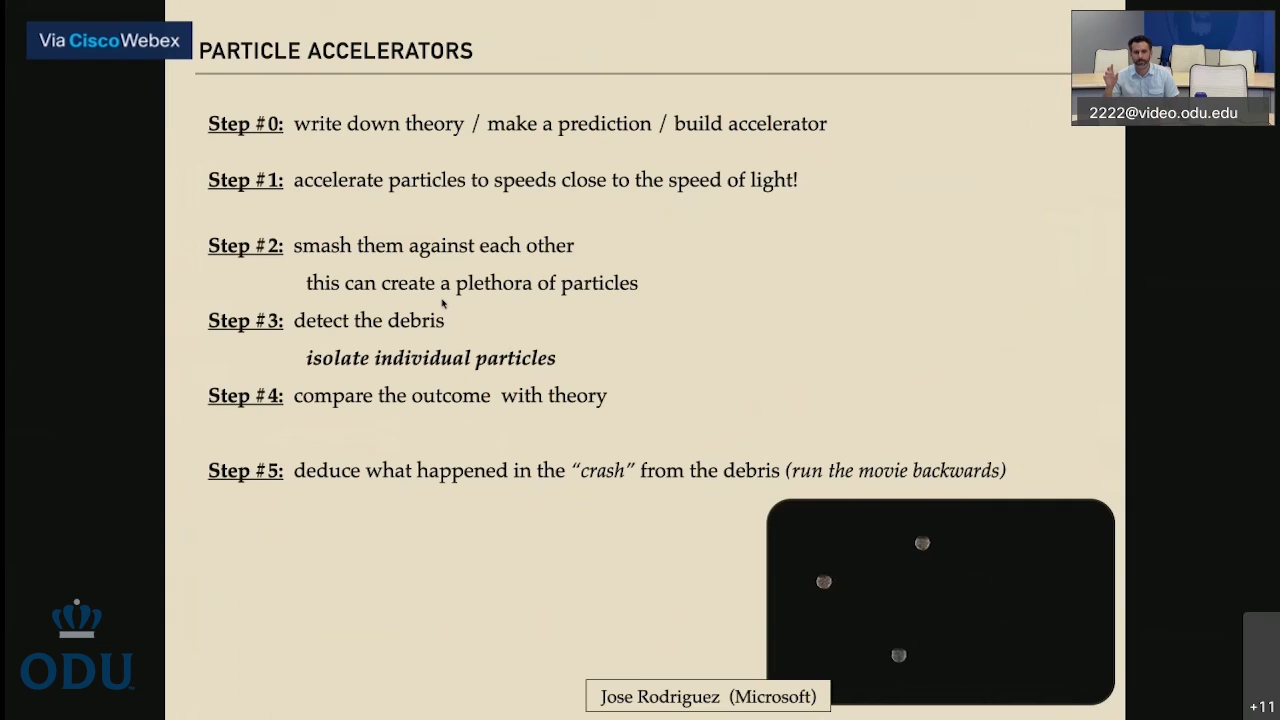 Via CiscoWebex
PARTICLE ACCELERATORS
2222@video.odu.edu
Step #0: write down theory / make a prediction / build accelerator
Step #1: accelerate particles to speeds close to the speed of light!
Step #2: smash them against each other
this can create a plethora of particles
Step #3: detect the debris
isolate individual particles
Step #4: compare the outcome with theory
Step #5: deduce what happened in the "crash" from the debris (run the movie backwards)
ODU
Jose Rodriguez (Microsoft)
+11